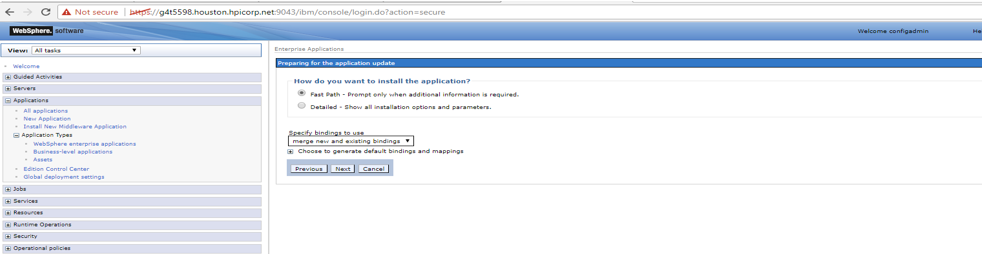 Not secure | https://g4t5598.houston.hpicorp.net:9043/ibm/console/login.do?action=secure
WebSphere. software
Welcome configadmin
He
View: All tasks
Welcome
Guided Activities
Servers
Applications
All applications
New Application
Install New Middleware Application
Application Types
WebSphere enterprise applications
Business-level applications
Assets
Edition Control Center
Global deployment settings
Jobs
Services
Resources
Runtime Operations
Security
Operational policies
Enterprise Applications
Preparing for the application update
How do you want to install the application?
Fast Path - Prompt only when additional information is required.
Detailed - Show all installation options and parameters.
Specify bindings to use
merge new and existing bindings
Choose to generate default bindings and mappings
Previous Next Cancel